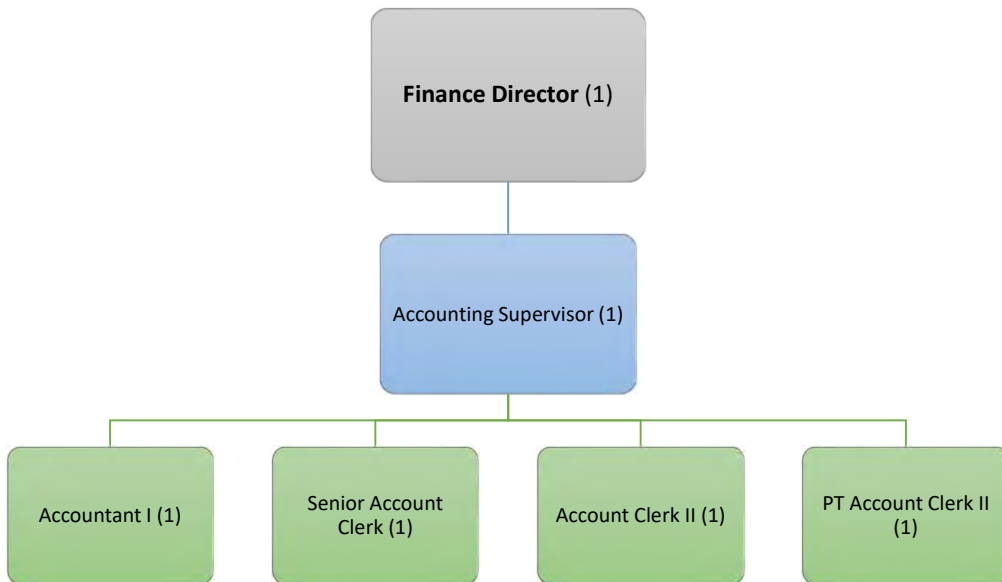 Finance Director (1)
Accounting Supervisor (1)
Accountant I (1)
Senior Account
Clerk (1)
Account Clerk II (1)
PT Account Clerk II
(1)